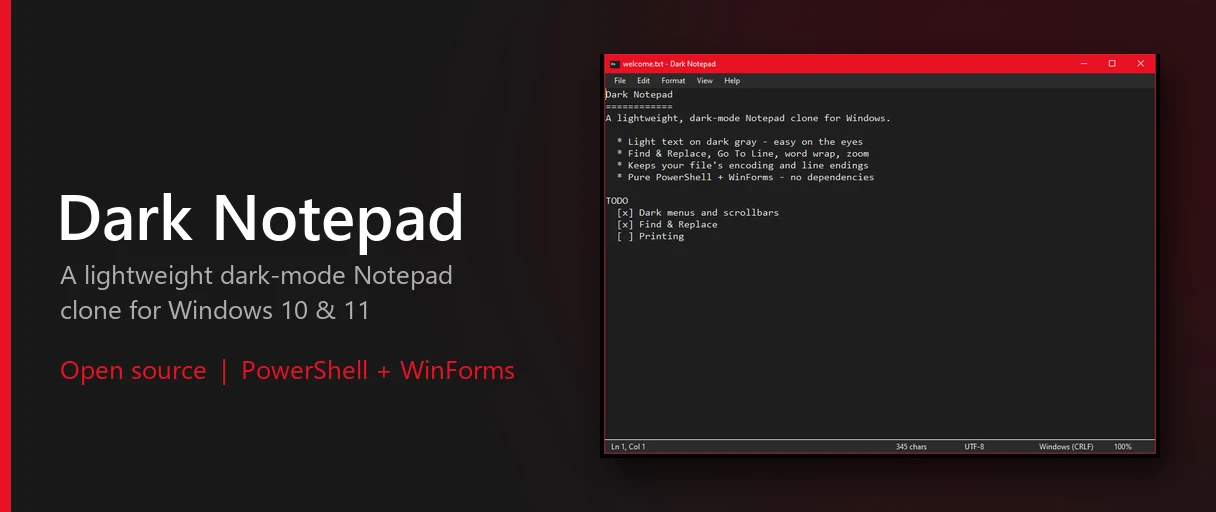 Dark Notepad
A lightweight dark-mode Notepad
clone for Windows 10 & 11
Open source | PowerShell + WinForms
welcome.txt - Dark Notepad
File Edit Format View Help
Dark Notepad
============
A lightweight, dark-mode Notepad clone for Windows.
* Light text on dark gray - easy on the eyes
* Find & Replace, Go To Line, word wrap, zoom
* Keeps your file's encoding and line endings
* Pure PowerShell + WinForms - no dependencies
TODO
[x] Dark menus and scrollbars
[x] Find & Replace
[ ] Printing
Ln 1, Col 1 345 chars UTF-8 Windows (CRLF) 100%